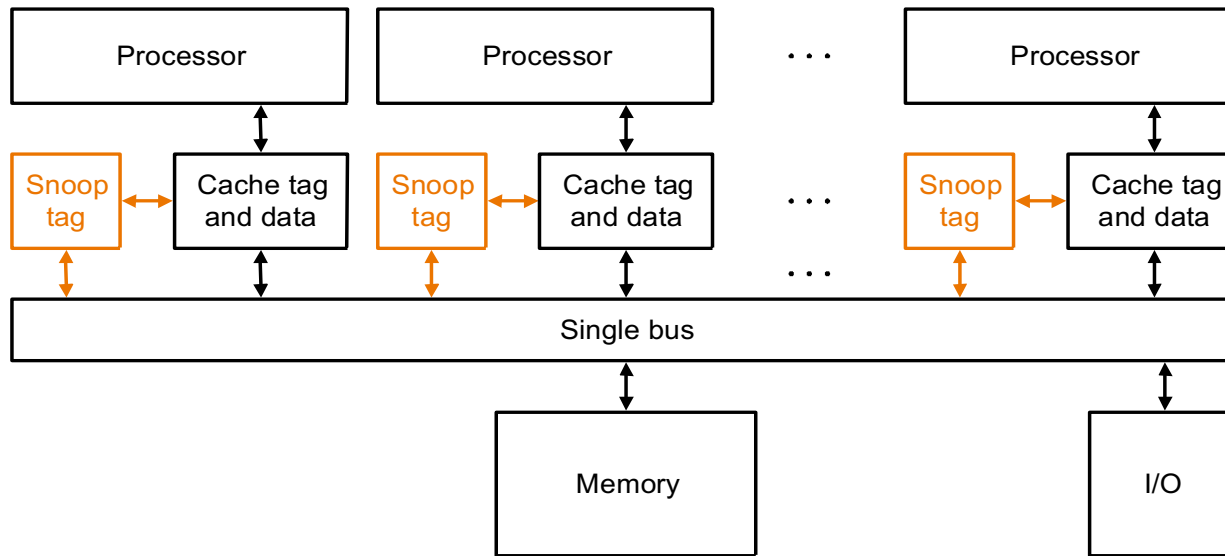 Processor
Processor
. . .
Processor
Snoop
tag
Cache tag
and data
Snoop
tag
Cache tag
and data
. . .
Snoop
tag
Cache tag
and data
. . .
Single bus
Memory
I/O